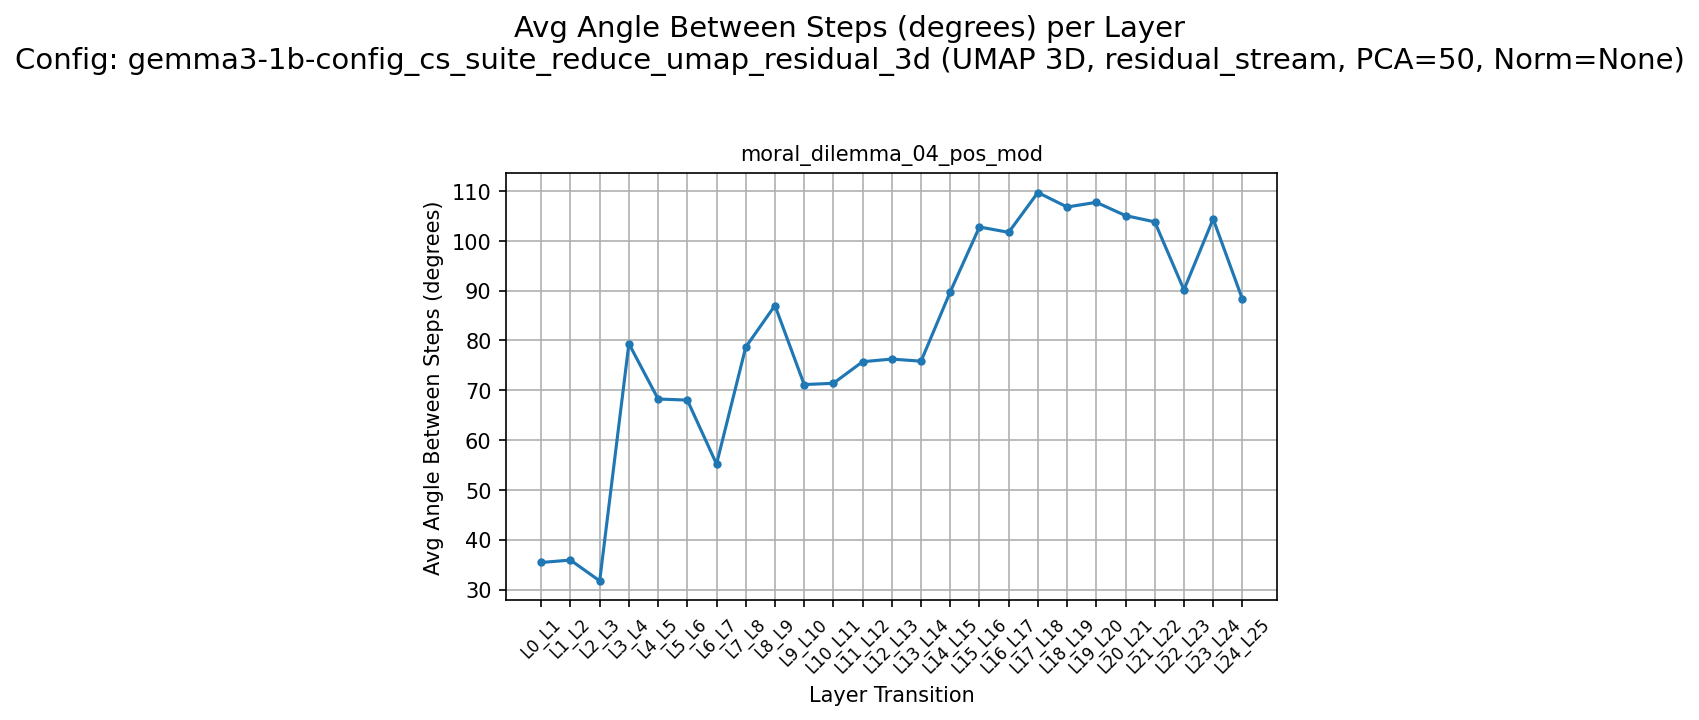 Avg Angle Between Steps (degrees) per Layer
Config: gemma3-1b-config_cs_suite_reduce_umap_residual_3d (UMAP 3D, residual_stream, PCA=50, Norm=None)
moral_dilemma_04_pos_mod
Avg Angle Between Steps (degrees)
110
100
90
80
70
60
50
40
30
L0_L1
L1_L2
L2_L3
L3_L4
L4_L5
L5_L6
L6_L7
L7_L8
L8_L9
L9_L10
L10_L11
L11_L12
L12_L13
L13_L14
L14_L15
L15_L16
L16_L17
L17_L18
L18_L19
L19_L20
L20_L21
L21_L22
L22_L23
L23_L24
L24_L25
Layer Transition